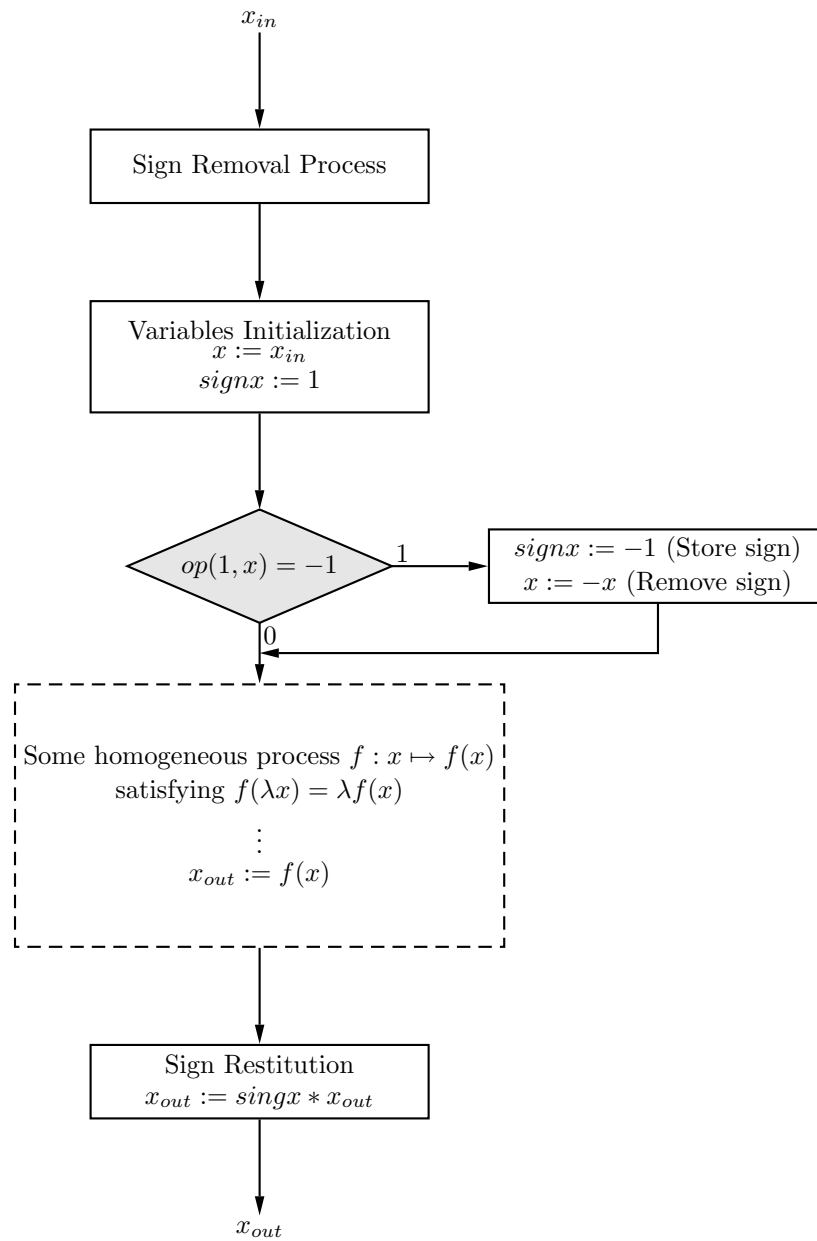 x_{in}
Sign Removal Process
Variables Initialization
x := x_{in}
signx := 1
op(1, x) = −1
1
signx := −1 (Store sign)
x := −x (Remove sign)
0
Some homogeneous process f : x ↦ f(x)
satisfying f(λx) = λf(x)
⋮
x_{out} := f(x)
Sign Restitution
x_{out} := singx ∗ x_{out}
x_{out}